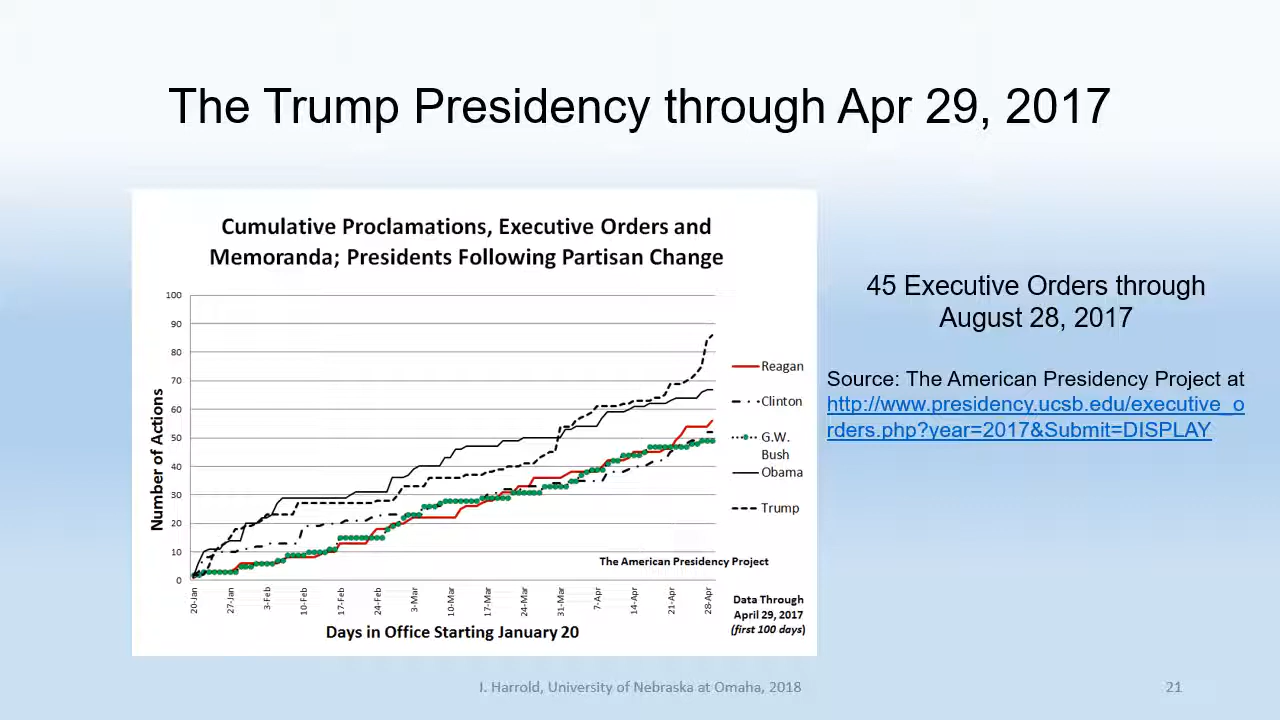 The Trump Presidency through Apr 29, 2017
Cumulative Proclamations, Executive Orders and
Memoranda; Presidents Following Partisan Change
100
90
80
70
60
50
40
30
20
10
0
Number of Actions
20-Jan
27-Jan
3-Feb
10-Feb
17-Feb
24-Feb
3-Mar
10-Mar
17-Mar
24-Mar
31-Mar
7-Apr
14-Apr
21-Apr
28-Apr
Days in Office Starting January 20
The American Presidency Project
Reagan
Clinton
G.W.
Bush
Obama
Trump
Data Through
April 29, 2017
(first 100 days)
45 Executive Orders through
August 28, 2017
Source: The American Presidency Project at
http://www.presidency.ucsb.edu/executive_o
rders.php?year=2017&Submit=DISPLAY
J. Harrold, University of Nebraska at Omaha, 2018
21